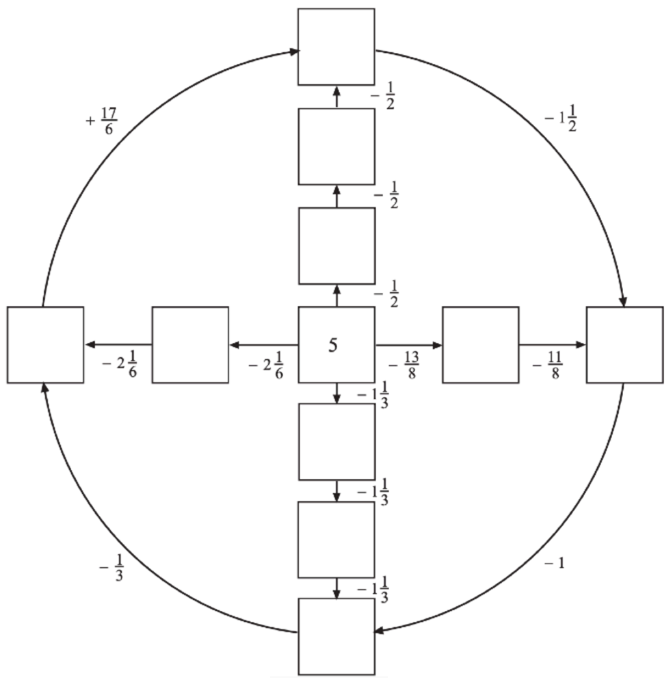 - 1/2
+ 17/6
- 1 1/2
- 1/2
- 1/2
5
- 2 1/6
- 2 1/6
- 13/8
- 11/8
- 1 1/3
- 1 1/3
- 1/3
- 1
- 1 1/3